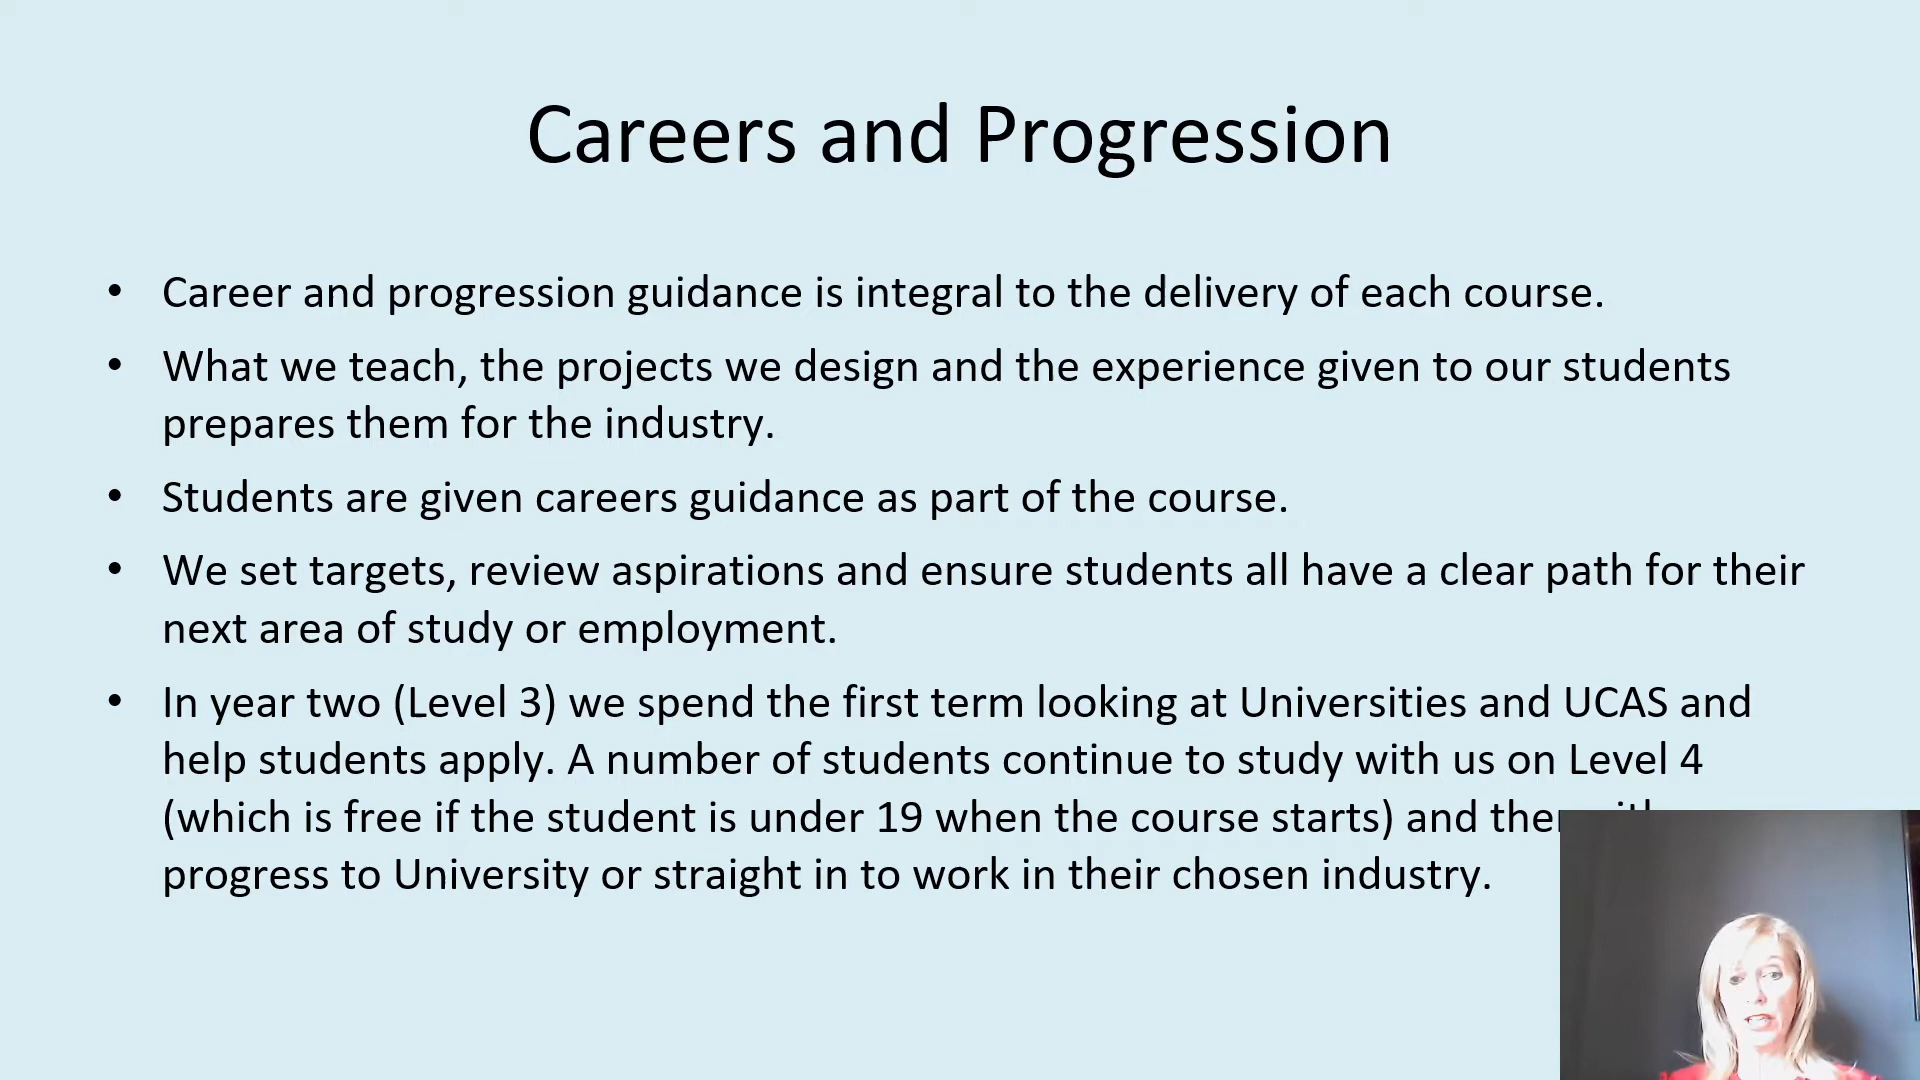 Careers and Progression
• Career and progression guidance is integral to the delivery of each course.
• What we teach, the projects we design and the experience given to our students
prepares them for the industry.
• Students are given careers guidance as part of the course.
• We set targets, review aspirations and ensure students all have a clear path for their
next area of study or employment.
• In year two (Level 3) we spend the first term looking at Universities and UCAS and
help students apply. A number of students continue to study with us on Level 4
(which is free if the student is under 19 when the course starts) and
progress to University or straight in to work in their chosen industry.